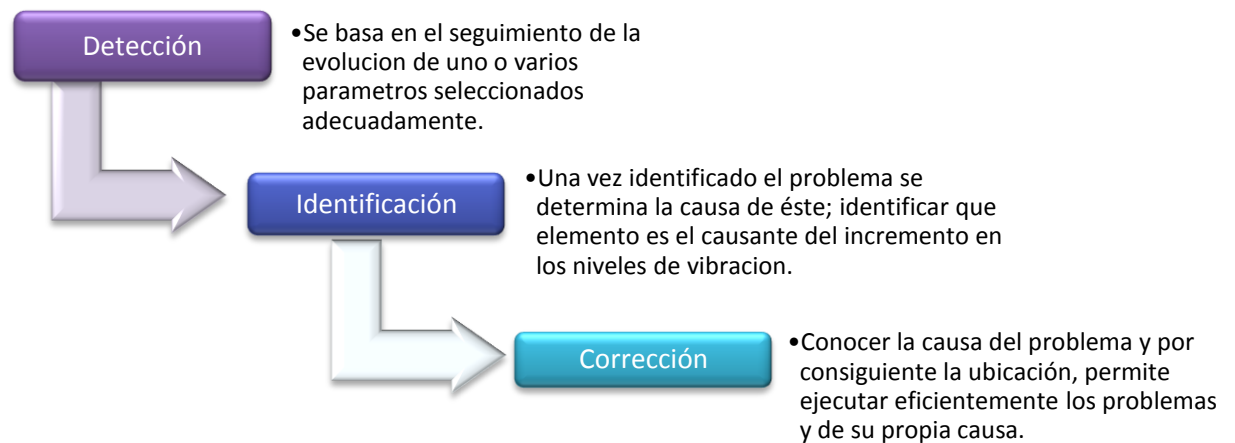 Detección
•Se basa en el seguimiento de la
evolucion de uno o varios
parametros seleccionados
adecuadamente.
Identificación
•Una vez identificado el problema se
determina la causa de éste; identificar que
elemento es el causante del incremento en
los niveles de vibracion.
Corrección
•Conocer la causa del problema y por
consiguiente la ubicación, permite
ejecutar eficientemente los problemas
y de su propia causa.